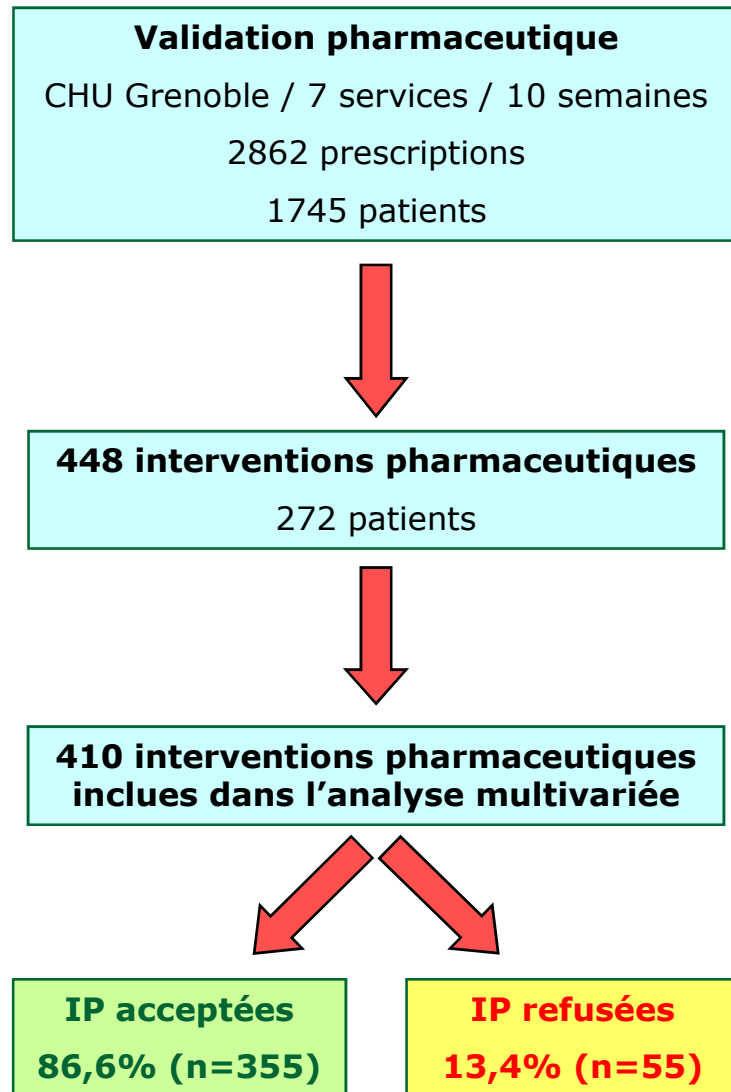 Validation pharmaceutique
CHU Grenoble / 7 services / 10 semaines
2862 prescriptions
1745 patients
448 interventions pharmaceutiques
272 patients
410 interventions pharmaceutiques
inclues dans l’analyse multivariée
IP acceptées
86,6% (n=355)
IP refusées
13,4% (n=55)